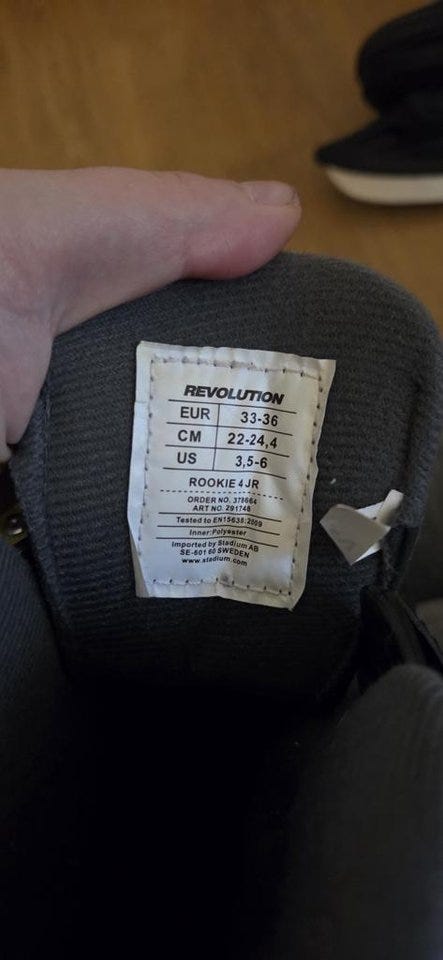 REVOLUTION
EUR 33-36
CM 22-24,4
US 3,5-6
ROOKIE 4 JR
ORDER NO. 378664
ART NO. 291748
Tested to EN15638:2009
Inner:Polyester
Imported by Stadium AB
SE-601 60 SWEDEN
www.stadium.com